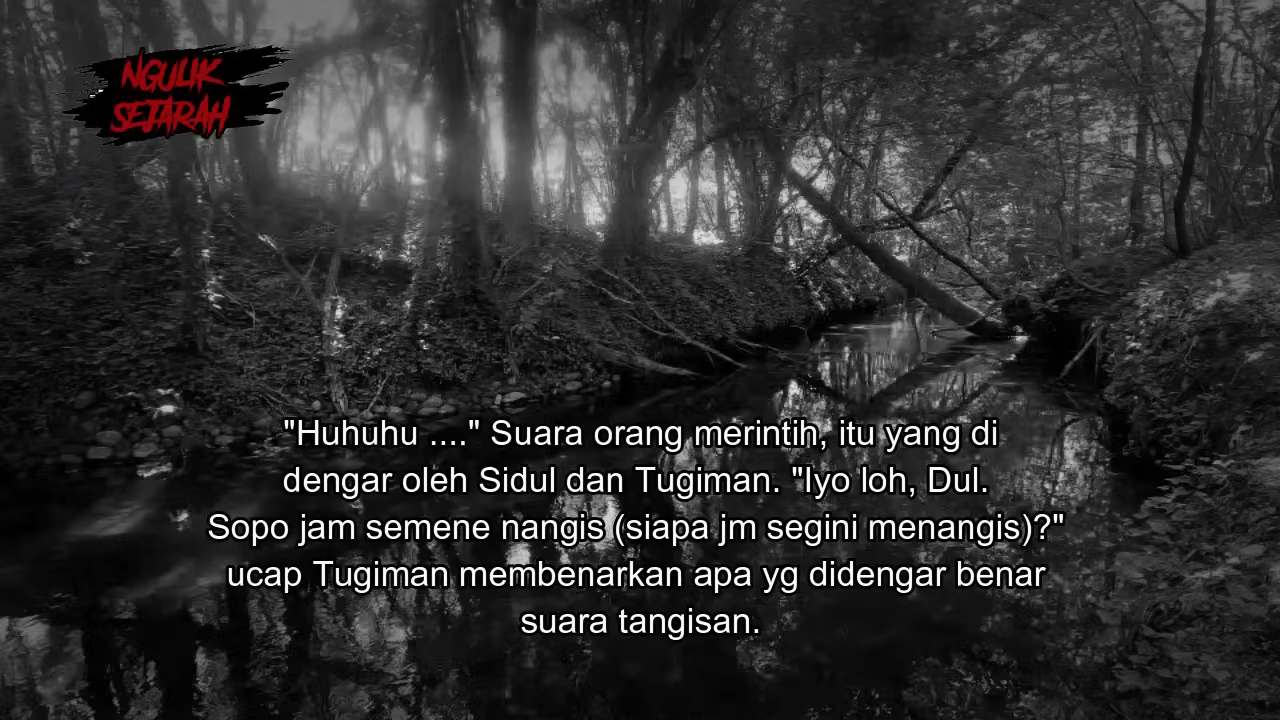 NGULIK
SEJARAH
"Huhuhu ...." Suara orang merintih, itu yang di
dengar oleh Sidul dan Tugiman. "Iyo loh, Dul.
Sopo jam semene nangis (siapa jm segini menangis)?"
ucap Tugiman membenarkan apa yg didengar benar
suara tangisan.